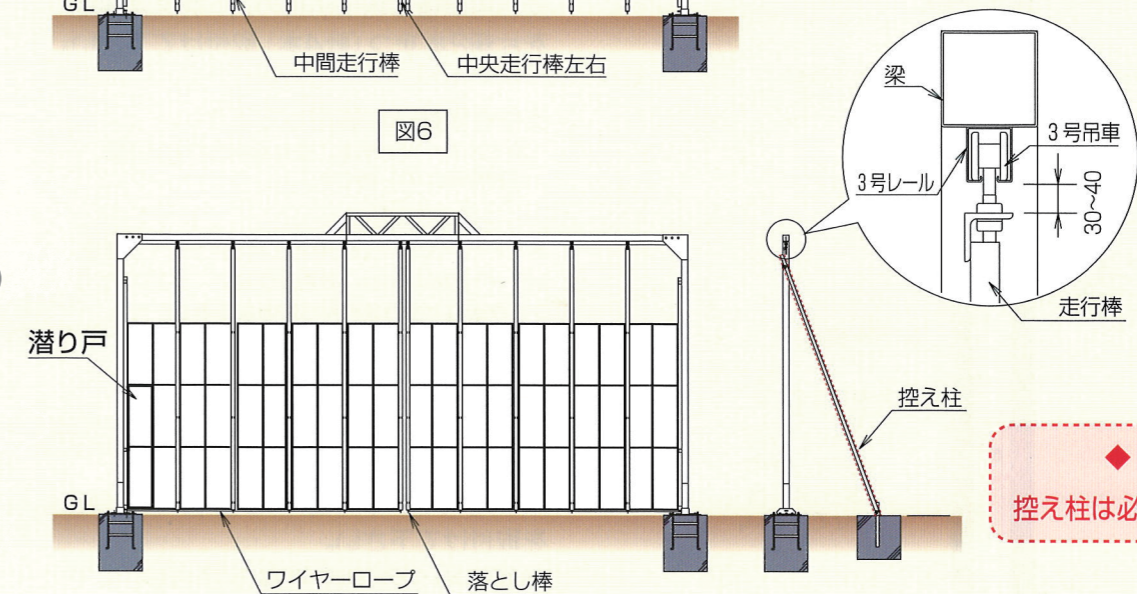 GL
中間走行棒
中央走行棒左右
図6
梁
3号吊車
3号レール
30~40
走行棒
潜り戸
控え柱
◆
控え柱は必
GL
ワイヤーロープ
落とし棒